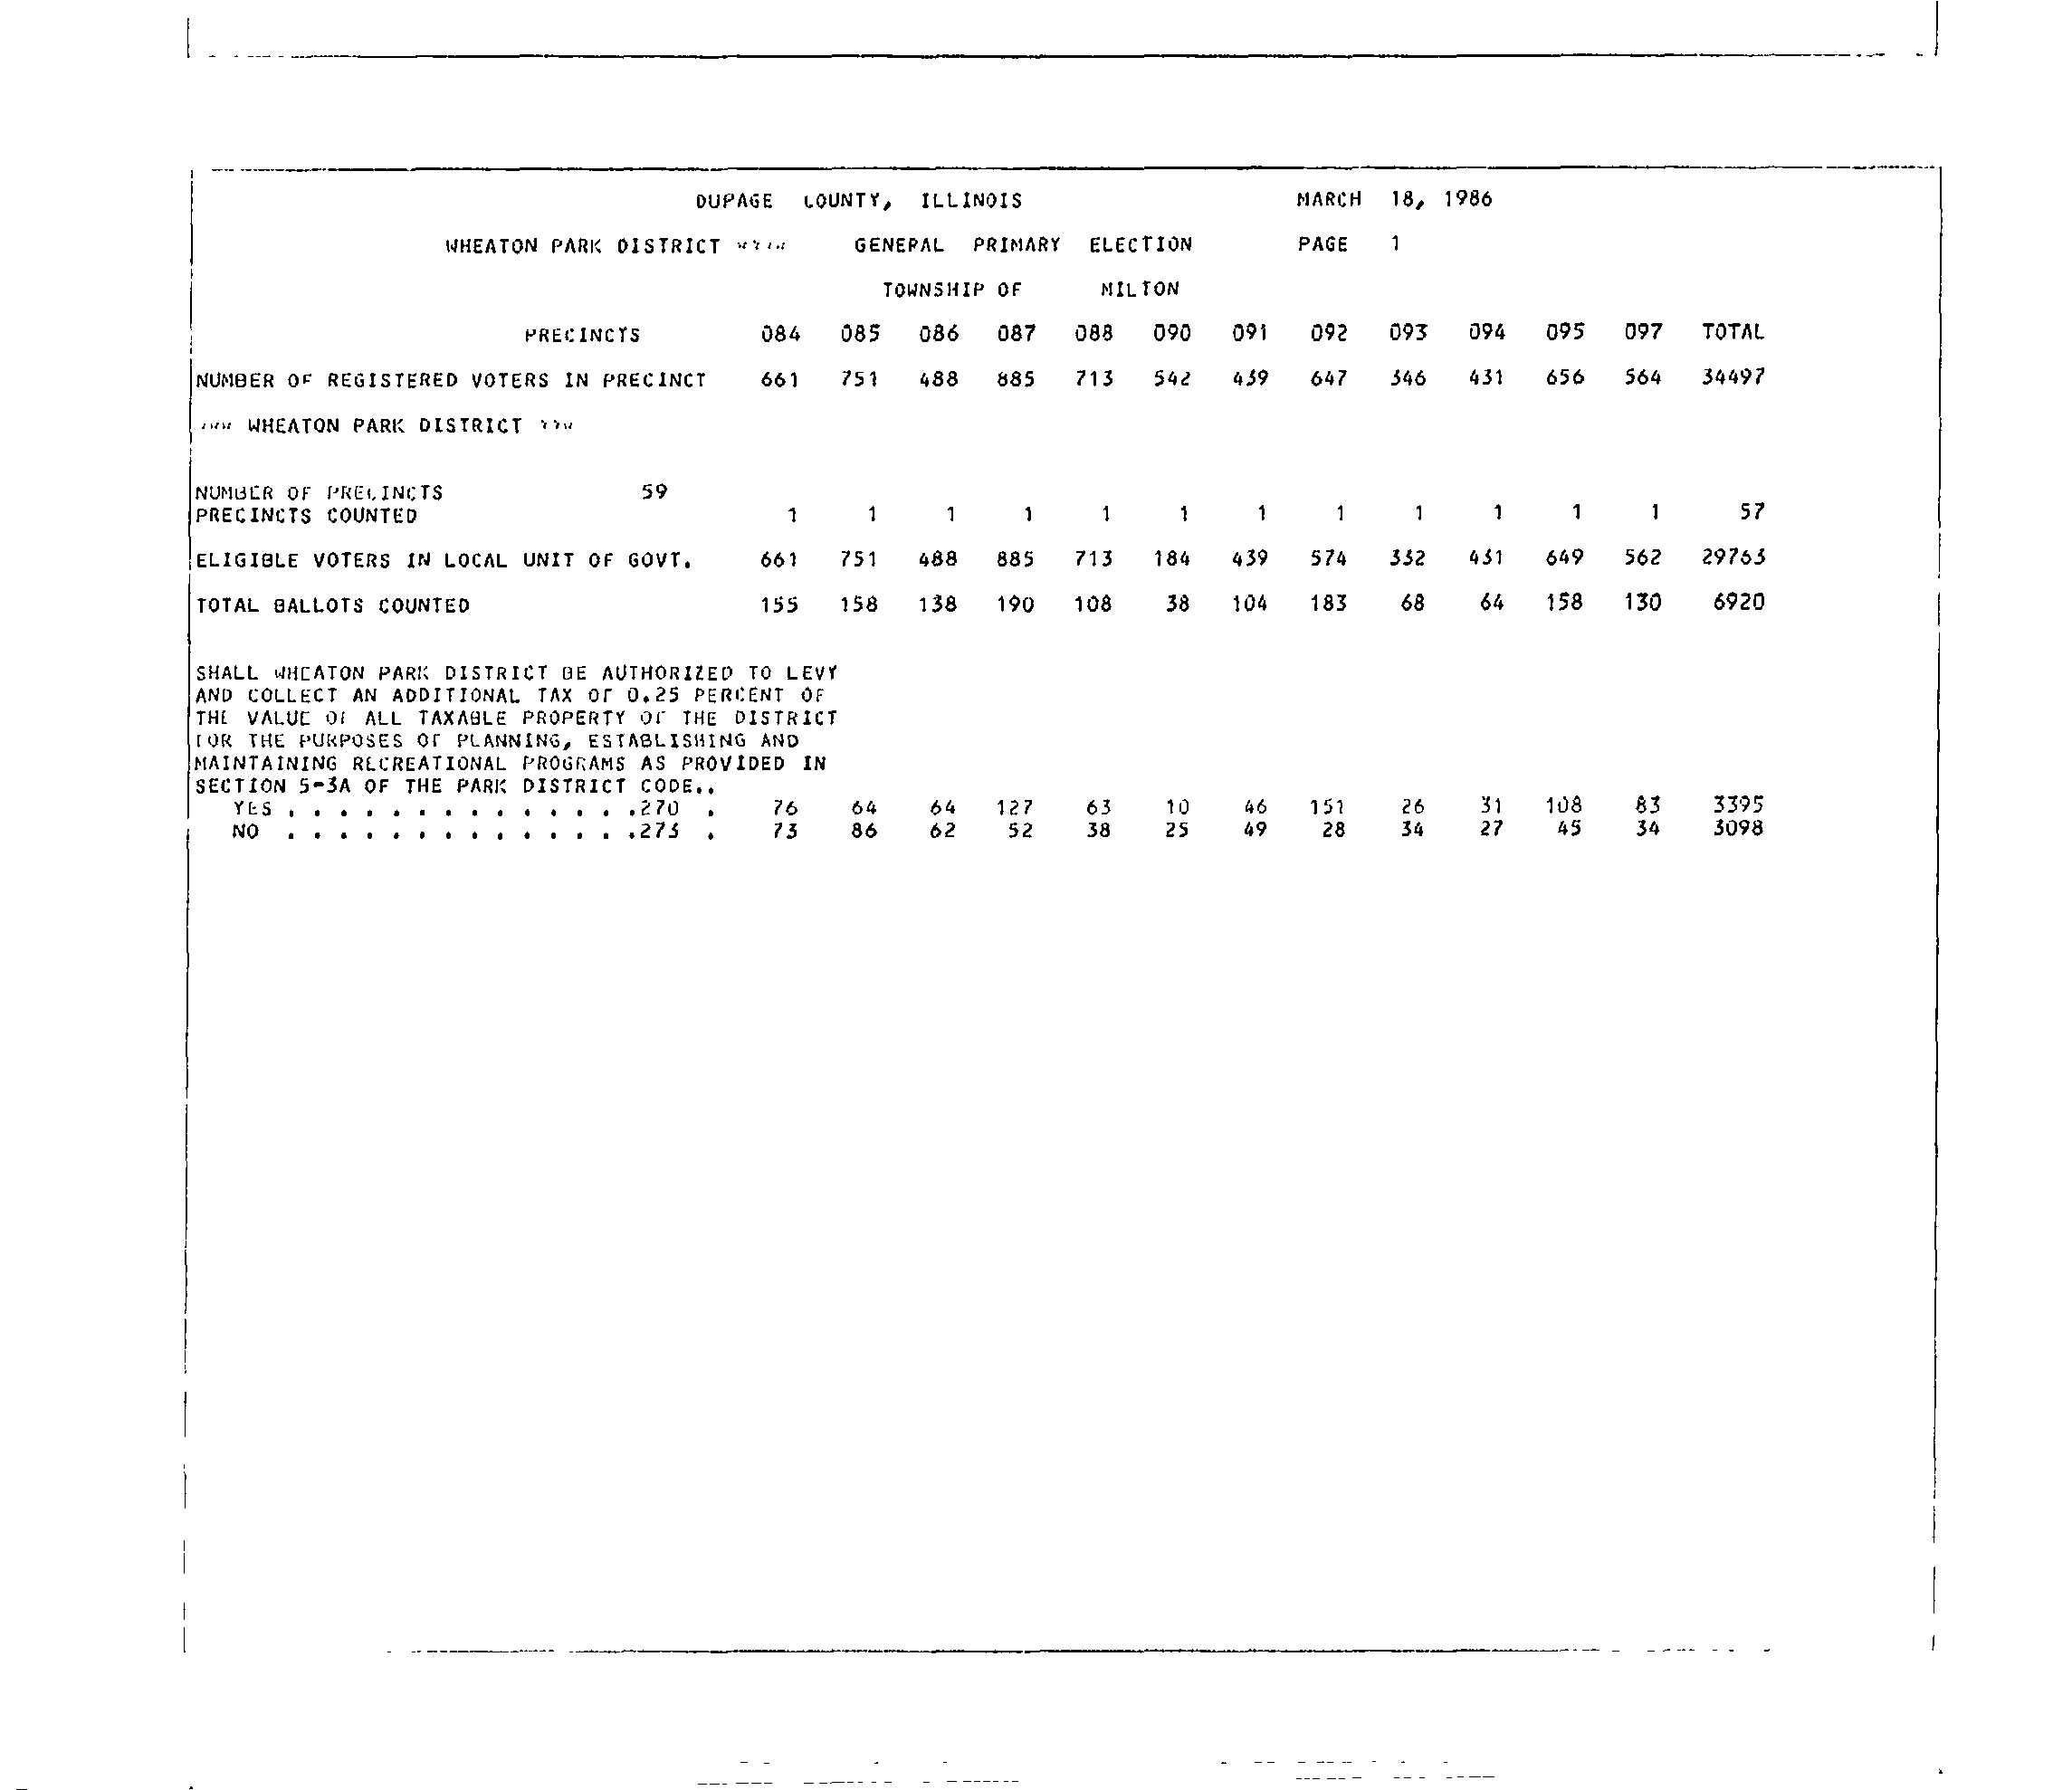 DUPAGE COUNTY, ILLINOIS MARCH 18, 1986
WHEATON PARK DISTRICT **** GENERAL PRIMARY ELECTION PAGE 1
TOWNSHIP OF MILTON
PRECINCTS 084 085 086 087 088 090 091 092 093 094 095 097 TOTAL
NUMBER OF REGISTERED VOTERS IN PRECINCT 661 751 488 885 713 542 439 647 346 431 656 564 34497
*** WHEATON PARK DISTRICT ***
NUMBER OF PRECINCTS 59
PRECINCTS COUNTED 1 1 1 1 1 1 1 1 1 1 1 1 57
ELIGIBLE VOTERS IN LOCAL UNIT OF GOVT. 661 751 488 885 713 184 439 574 332 431 649 562 29763
TOTAL BALLOTS COUNTED 155 158 138 190 108 38 104 183 68 64 158 130 6920
SHALL WHEATON PARK DISTRICT BE AUTHORIZED TO LEVY
AND COLLECT AN ADDITIONAL TAX OF 0.25 PERCENT OF
THE VALUE OF ALL TAXABLE PROPERTY OF THE DISTRICT
FOR THE PURPOSES OF PLANNING, ESTABLISHING AND
MAINTAINING RECREATIONAL PROGRAMS AS PROVIDED IN
SECTION 5-3A OF THE PARK DISTRICT CODE..
YES . . . . . . . . . . . . . .270 . 76 64 64 127 63 10 46 151 26 31 108 83 3395
NO . . . . . . . . . . . . . .273 . 73 86 62 52 38 25 49 28 34 27 45 34 3098